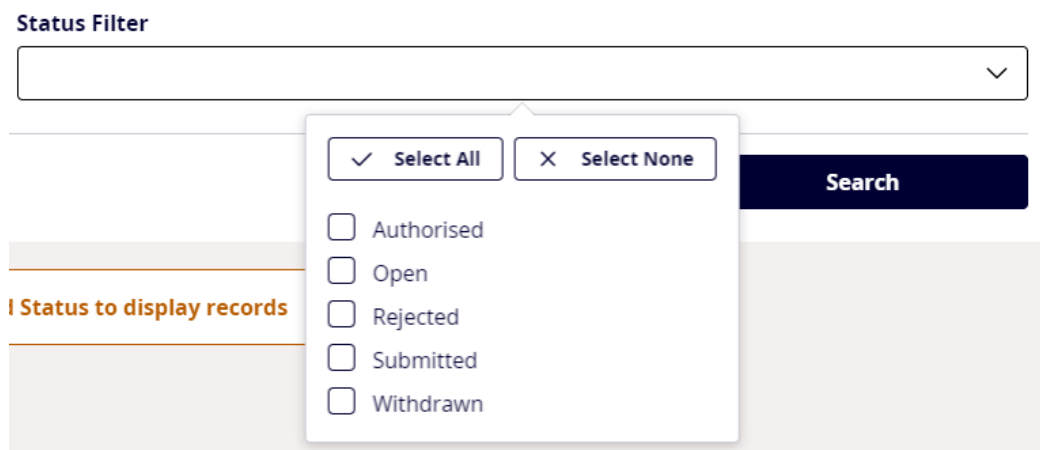 Status Filter
Select All
Select None
Search
Authorised
Open
Status to display records
Rejected
Submitted
Withdrawn